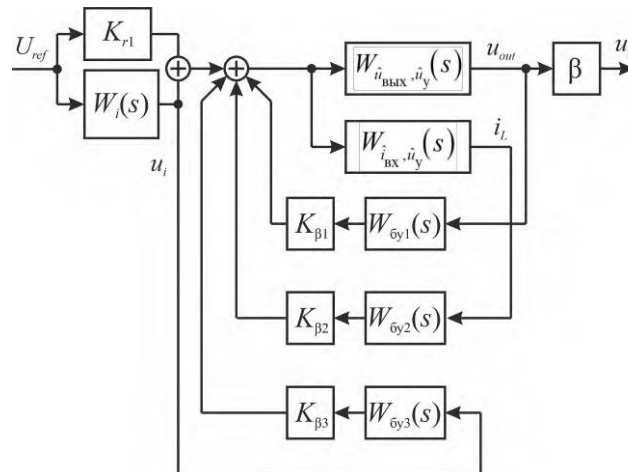 U_ref
K_r1
W_i(s)
u_i
W_û_вых,û_у(s)
u_out
β
u
W_î_вх,û_у(s)
i_L
K_β1
W_бу1(s)
K_β2
W_бу2(s)
K_β3
W_бу3(s)